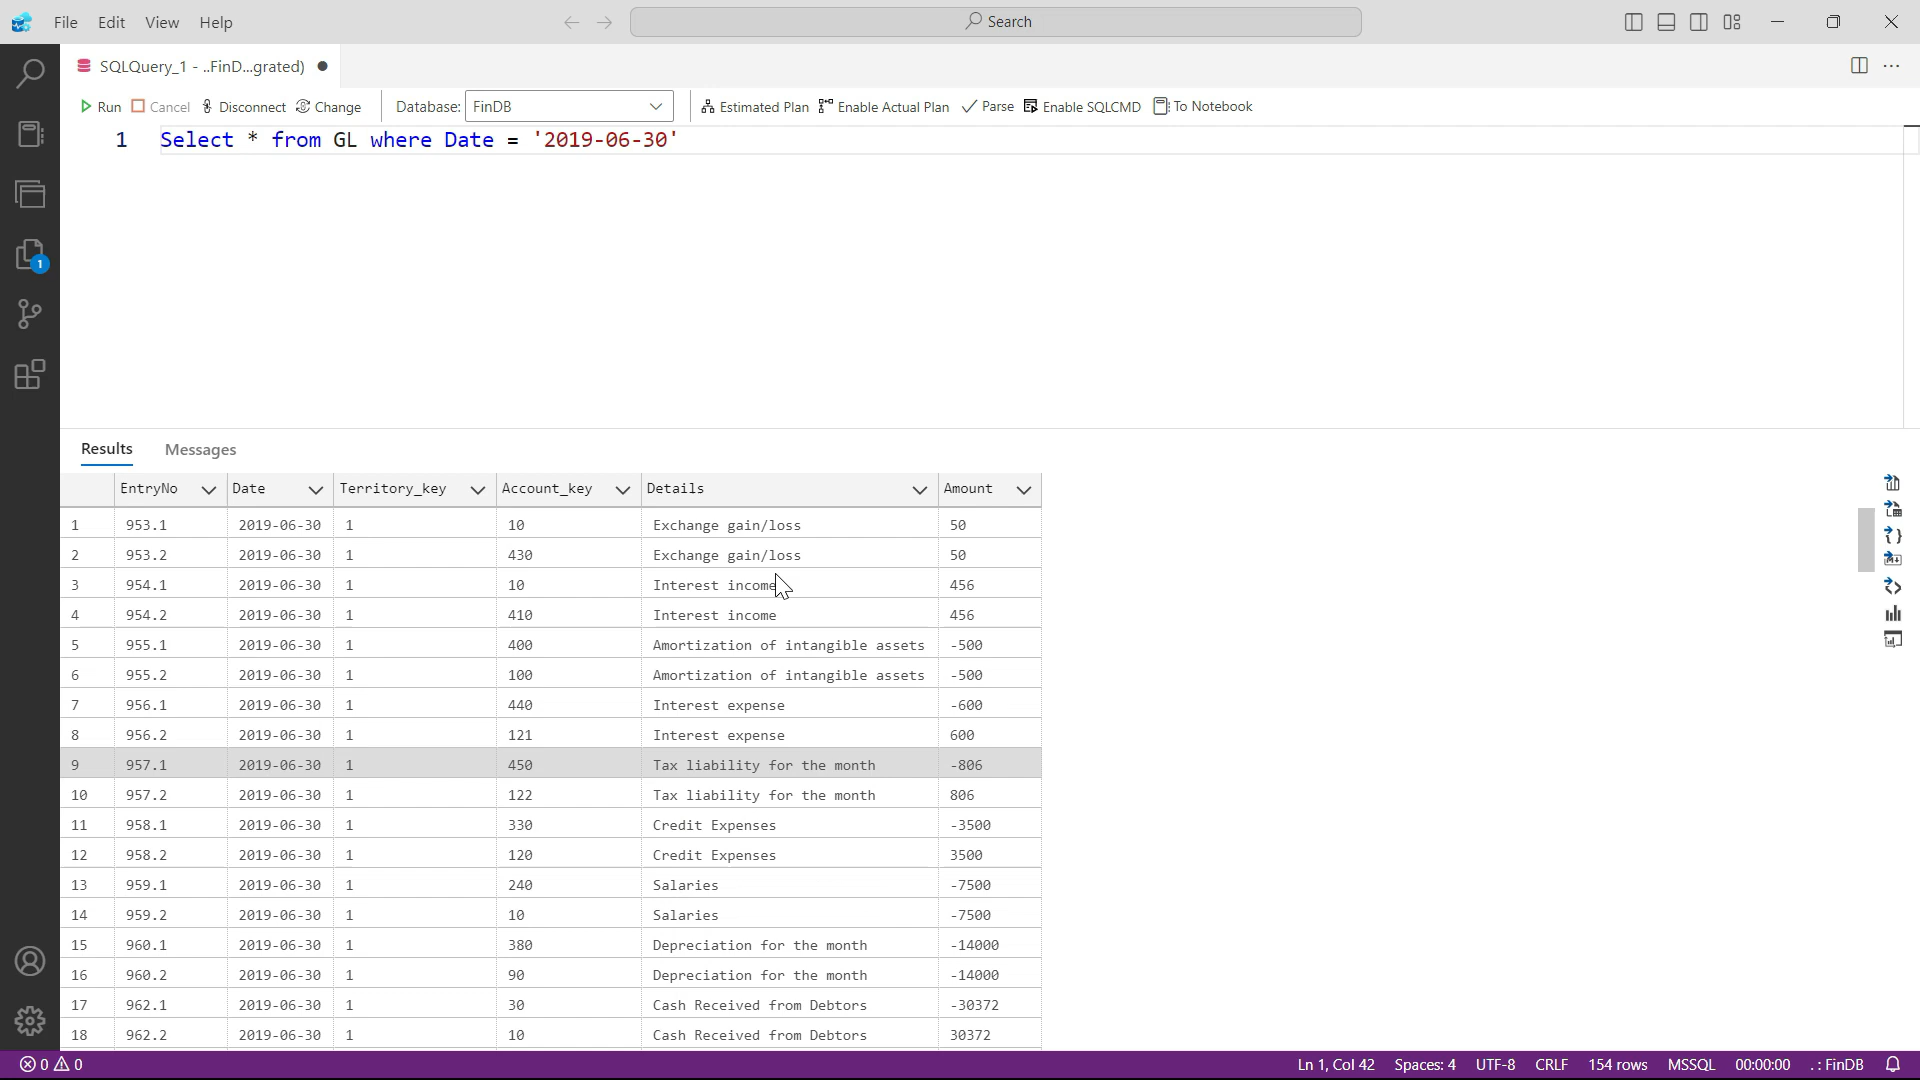 File Edit View Help Search
SQLQuery_1 - ..FinD...grated)
Run Cancel Disconnect Change Database: FinDB Estimated Plan Enable Actual Plan Parse Enable SQLCMD To Notebook
1 Select * from GL where Date = '2019-06-30'
1
Results Messages
EntryNo Date Territory_key Account_key Details Amount
1 953.1 2019-06-30 1 10 Exchange gain/loss 50
2 953.2 2019-06-30 1 430 Exchange gain/loss 50
3 954.1 2019-06-30 1 10 Interest income 456
4 954.2 2019-06-30 1 410 Interest income 456
5 955.1 2019-06-30 1 400 Amortization of intangible assets -500
6 955.2 2019-06-30 1 100 Amortization of intangible assets -500
7 956.1 2019-06-30 1 440 Interest expense -600
8 956.2 2019-06-30 1 121 Interest expense 600
9 957.1 2019-06-30 1 450 Tax liability for the month -806
10 957.2 2019-06-30 1 122 Tax liability for the month 806
11 958.1 2019-06-30 1 330 Credit Expenses -3500
12 958.2 2019-06-30 1 120 Credit Expenses 3500
13 959.1 2019-06-30 1 240 Salaries -7500
14 959.2 2019-06-30 1 10 Salaries -7500
15 960.1 2019-06-30 1 380 Depreciation for the month -14000
16 960.2 2019-06-30 1 90 Depreciation for the month -14000
17 962.1 2019-06-30 1 30 Cash Received from Debtors -30372
18 962.2 2019-06-30 1 10 Cash Received from Debtors 30372
0 0 Ln 1, Col 42 Spaces: 4 UTF-8 CRLF 154 rows MSSQL 00:00:00 . : FinDB